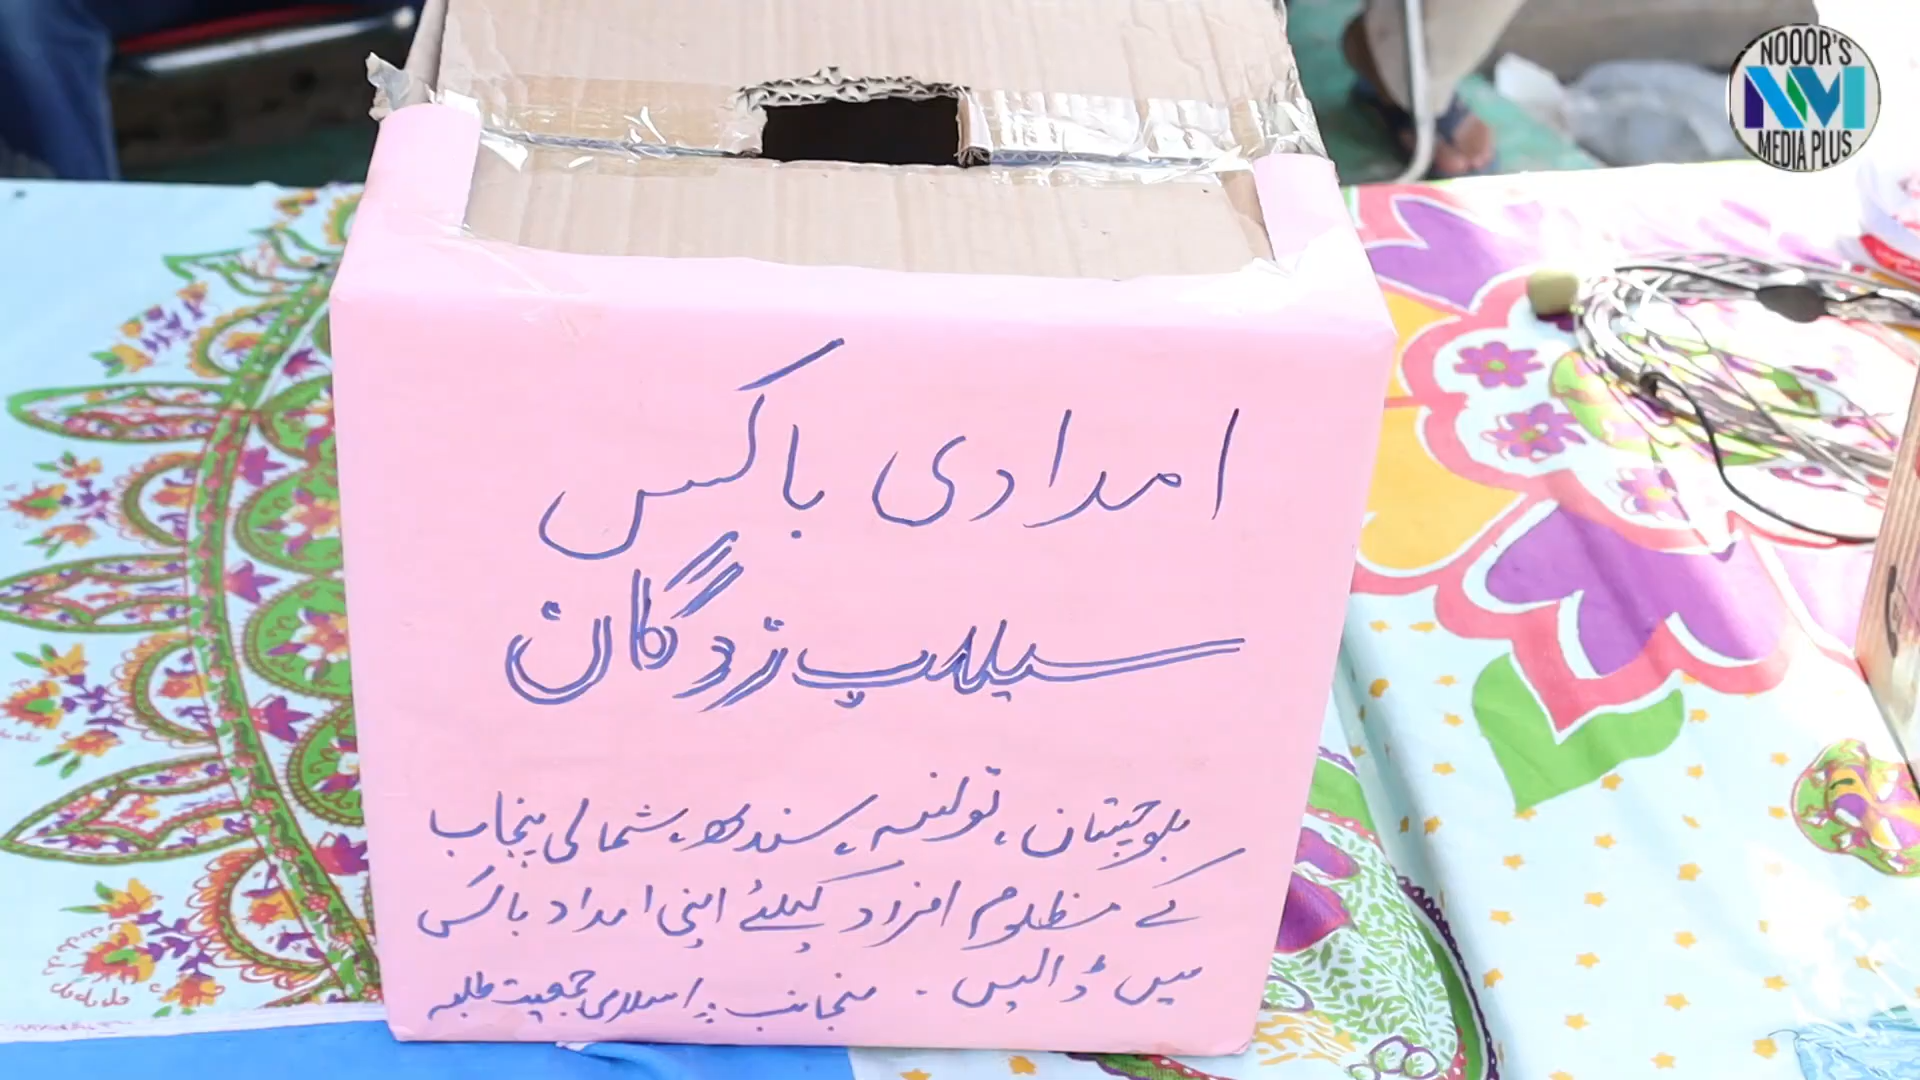 امدادی باکس
سیلاب زدگان
بلوچستان، تونسہ، سندھ، شمالی پنجاب
کے مظلوم افراد کیلئے اپنی امداد باکس
میں ڈالیں۔ منجانب: اسلامی جمعیت طلبہ
NOOOR'S
NM
MEDIA PLUS